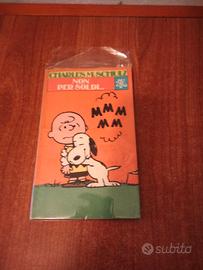 CHARLES M. SCHULZ
NON
PER SOLDI...
MMM
MM
subito